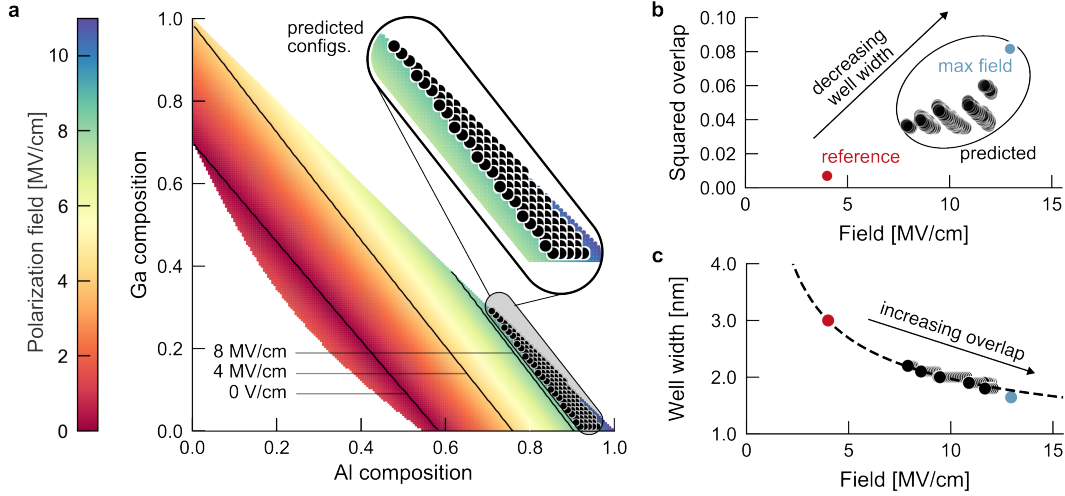 a
Polarization field [MV/cm]
10
8
6
4
2
0
Ga composition
1.0
0.8
0.6
0.4
0.2
0.0
predicted
configs.
8 MV/cm
4 MV/cm
0 V/cm
0.0
0.2
0.4
0.6
0.8
1.0
Al composition
b
Squared overlap
0.10
0.08
0.06
0.04
0.02
0.00
decreasing
well width
max field
predicted
reference
0
5
10
15
Field [MV/cm]
c
Well width [nm]
4.0
3.0
2.0
1.0
increasing overlap
0
5
10
15
Field [MV/cm]